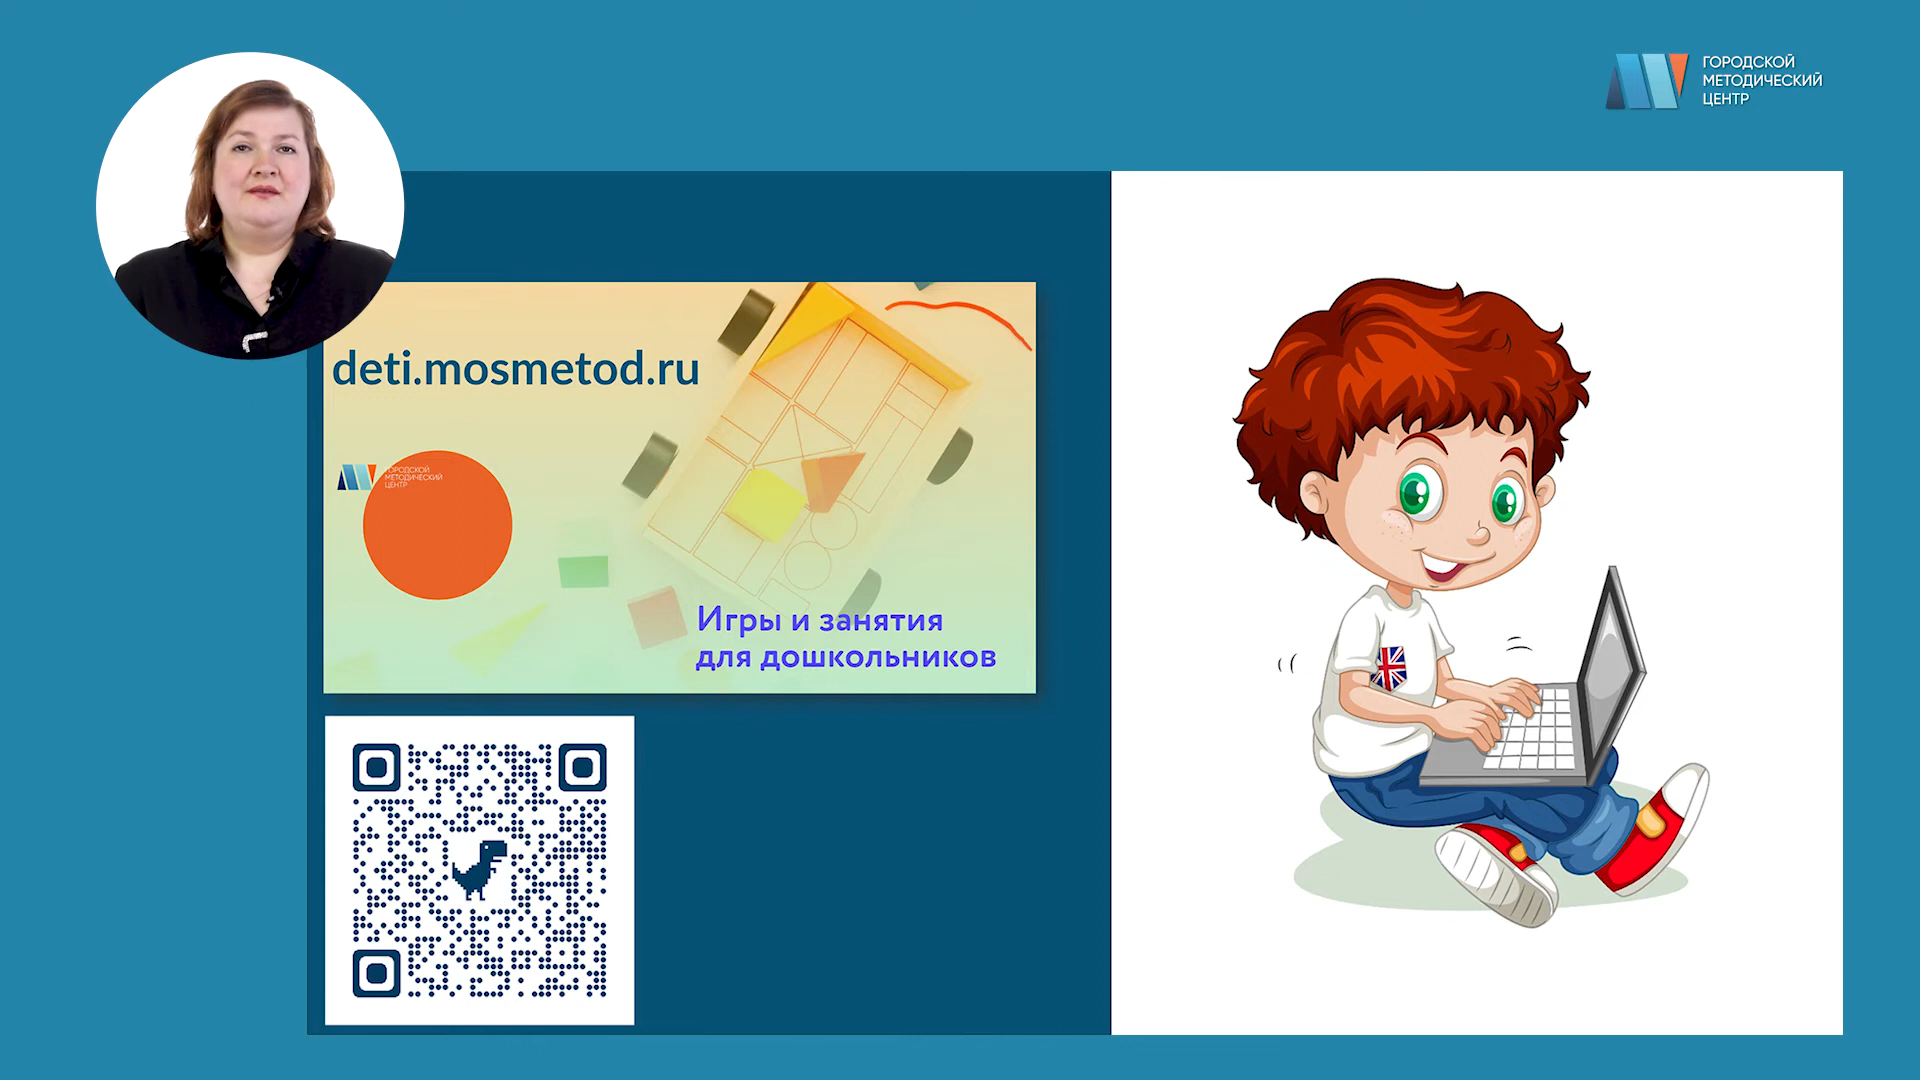 ГОРОДСКОЙ
МЕТОДИЧЕСКИЙ
ЦЕНТР
deti.mosmetod.ru
ГОРОДСКОЙ
МЕТОДИЧЕСКИЙ
ЦЕНТР
Игры и занятия
для дошкольников